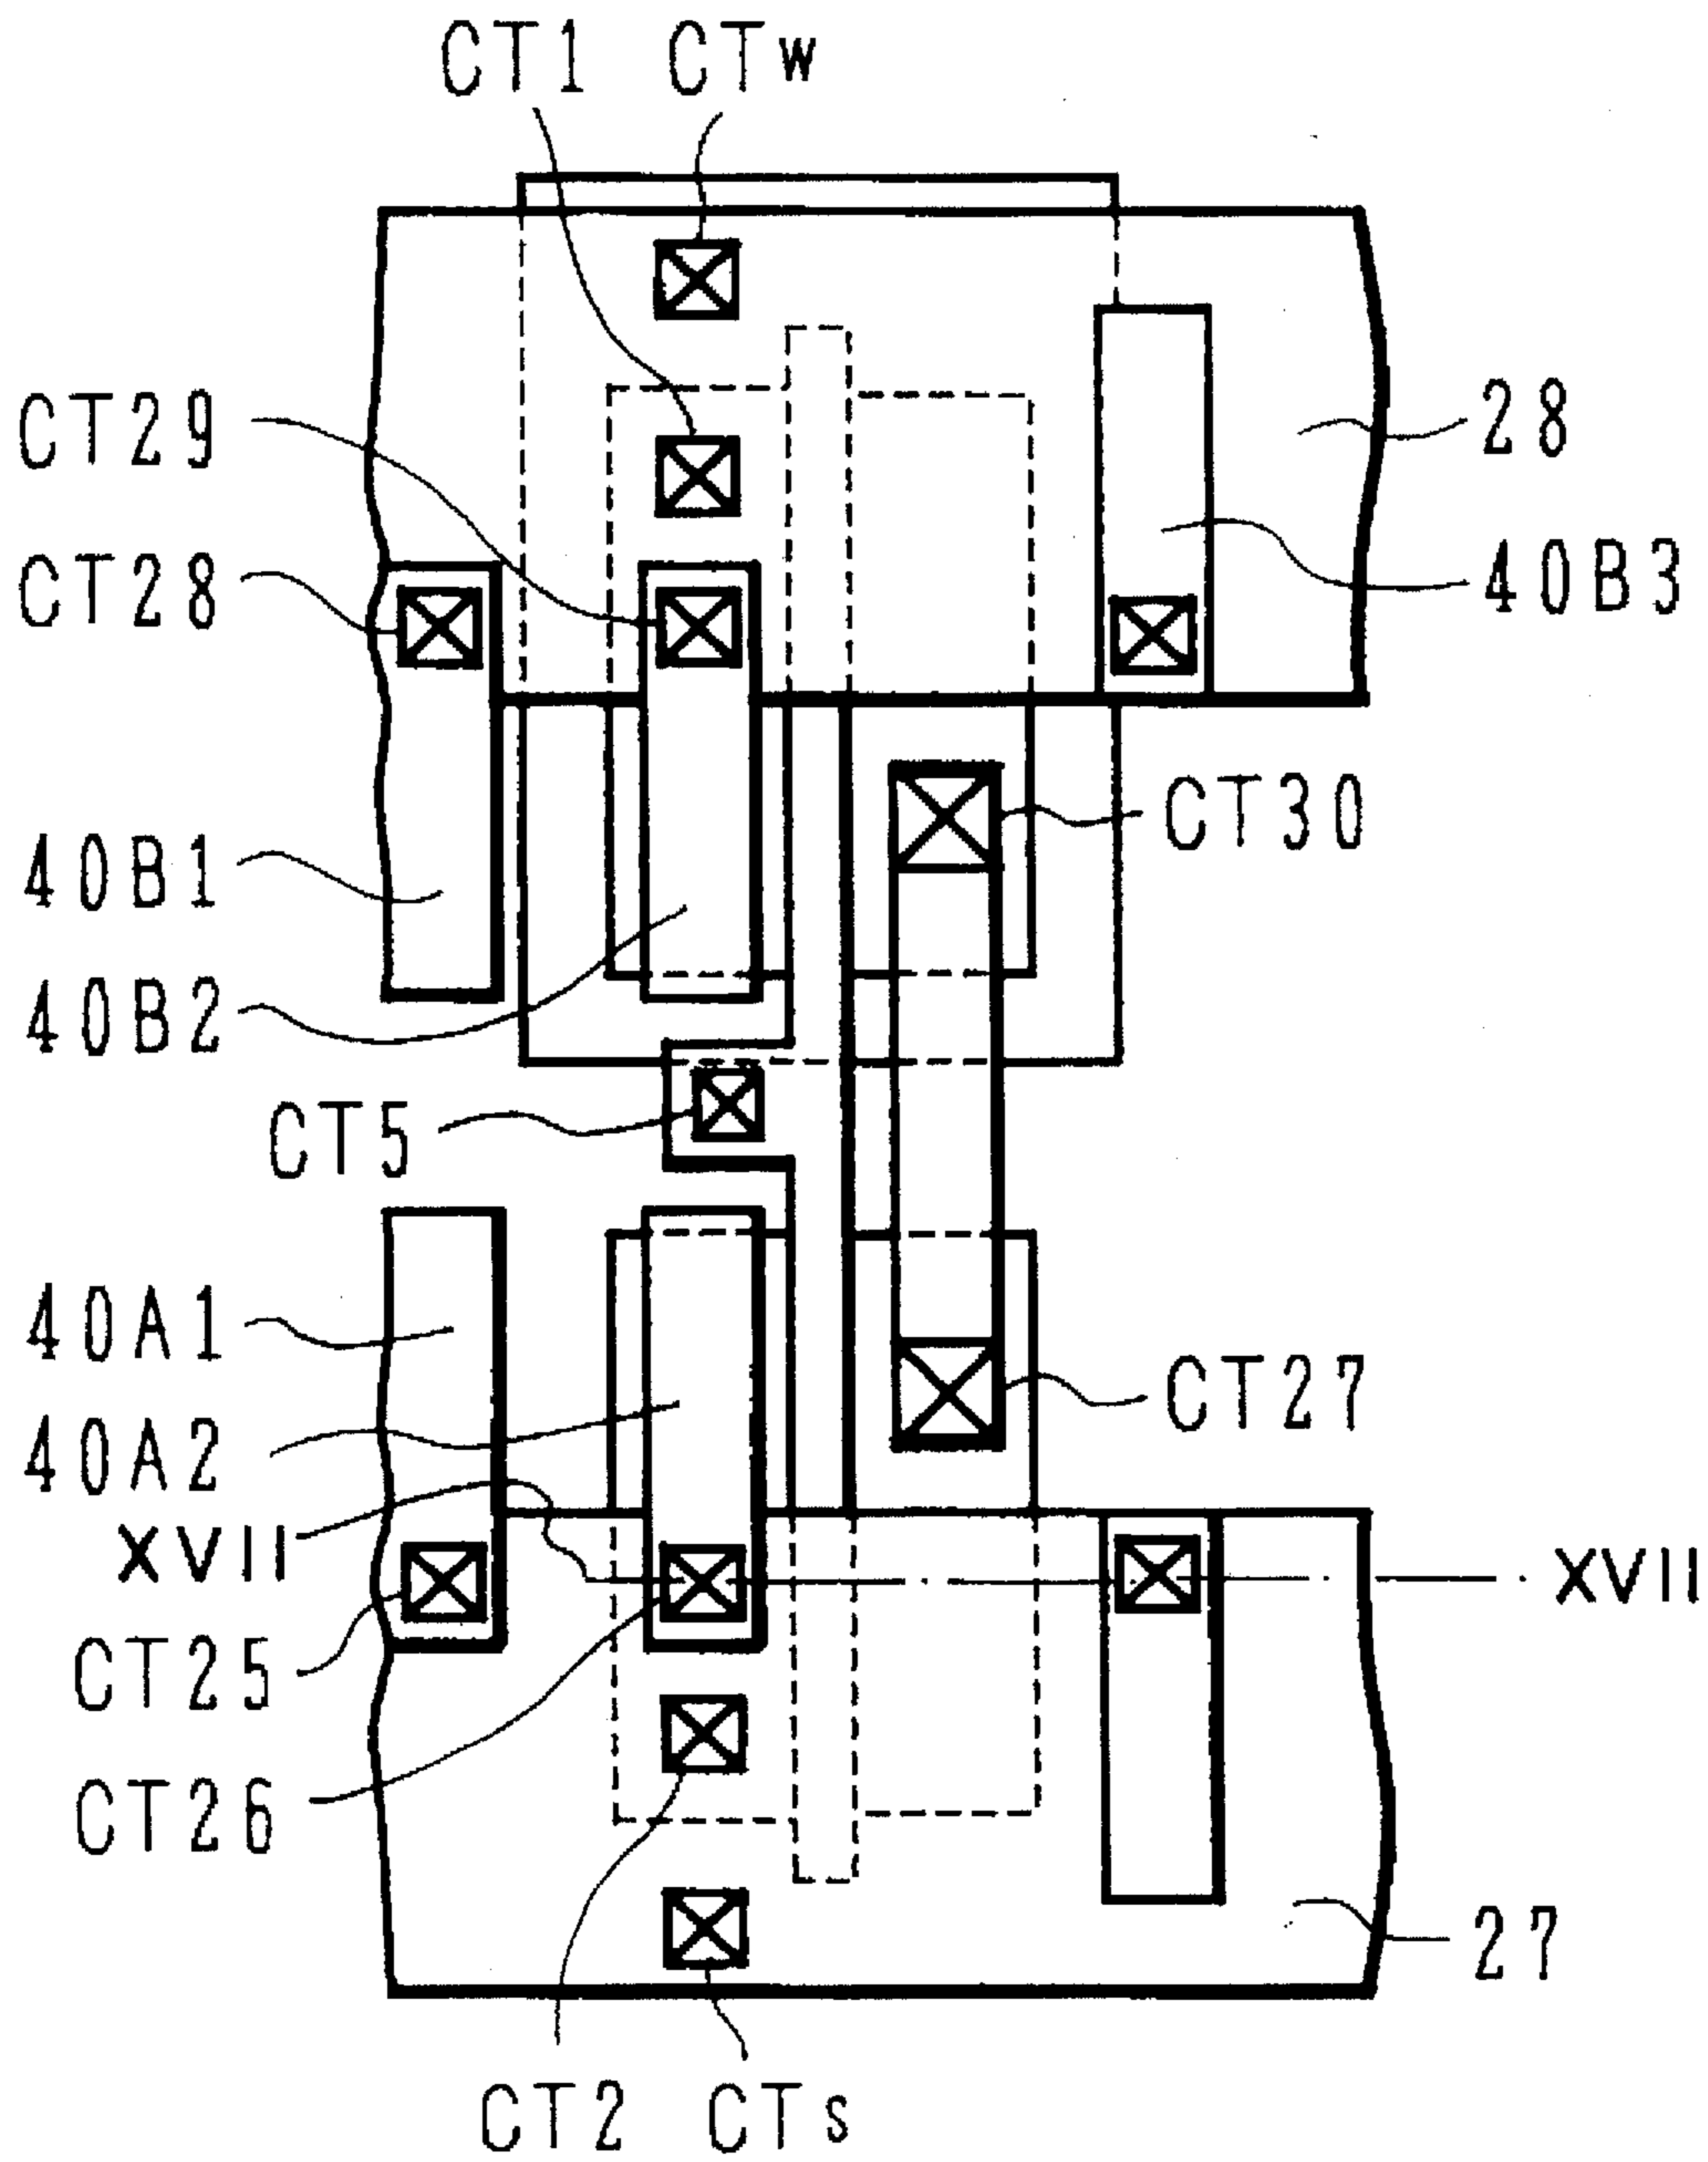 CT1 CTw
CT29
28
CT28
40B3
CT30
40B1
40B2
CT5
40A1
CT27
40A2
XVII
XVII
CT25
CT26
27
CT2 CTs